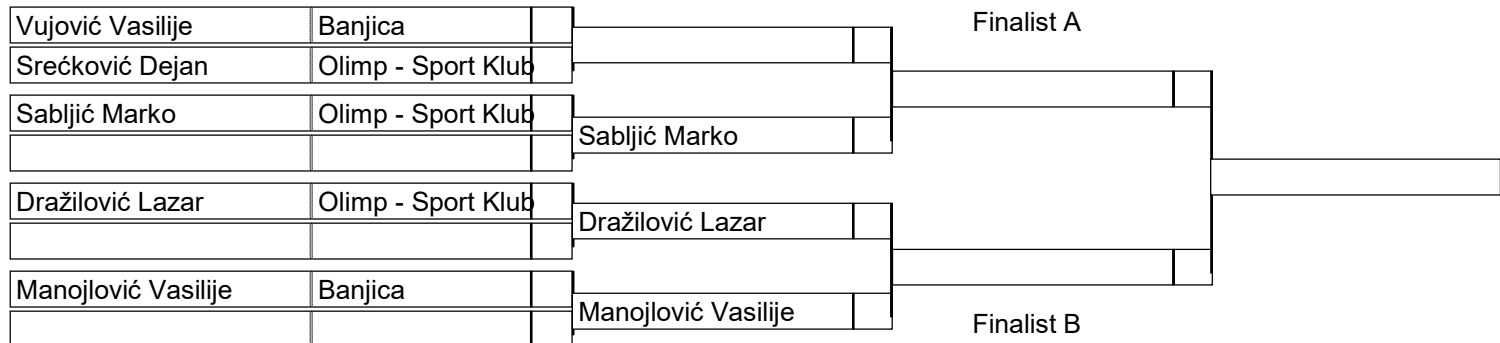 Vujović Vasilije Banjica
Finalist A
Srećković Dejan Olimp - Sport Klub
Sabljić Marko Olimp - Sport Klub
Sabljić Marko
Dražilović Lazar Olimp - Sport Klub
Dražilović Lazar
Manojlović Vasilije Banjica
Manojlović Vasilije
Finalist B